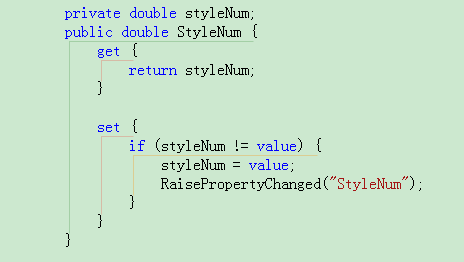 private double styleNum;
public double StyleNum {
get {
return styleNum;
}
set {
if (styleNum != value) {
styleNum = value;
RaisePropertyChanged("StyleNum");
}
}
}